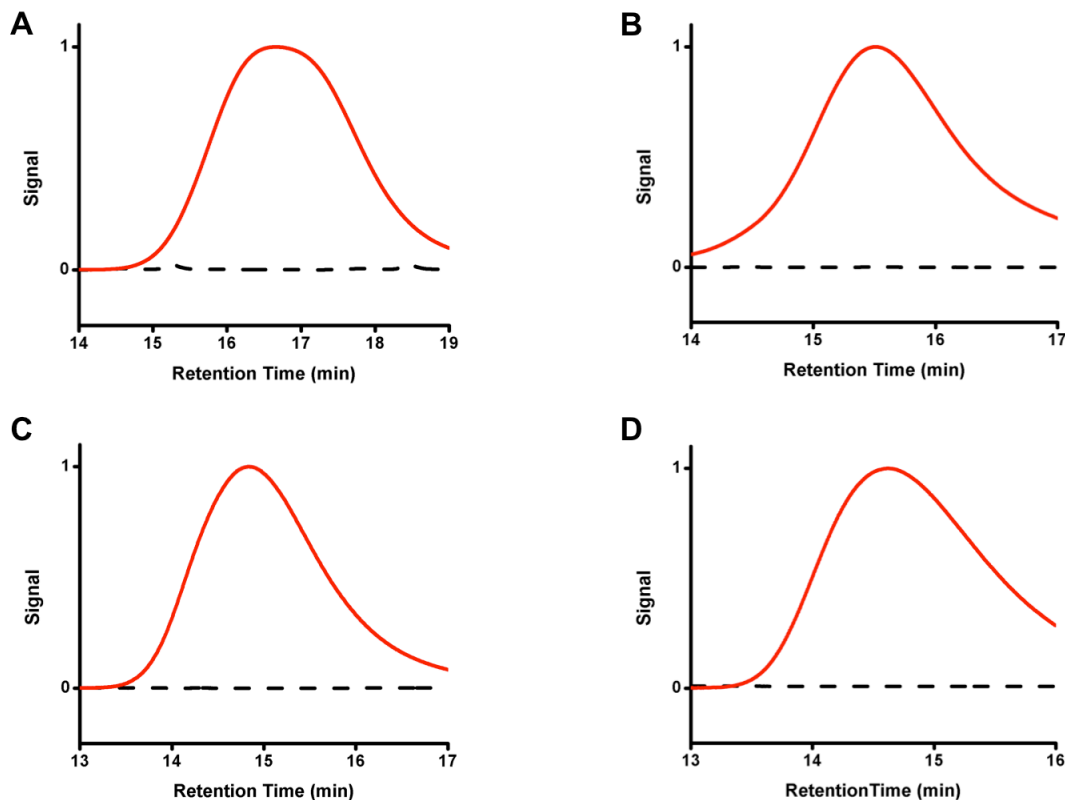 A
1
Signal
0
14 15 16 17 18 19
Retention Time (min)
B
1
Signal
0
14 15 16 17
Retention Time (min)
C
1
Signal
0
13 14 15 16 17
Retention Time (min)
D
1
Signal
0
13 14 15 16
RetentionTime (min)